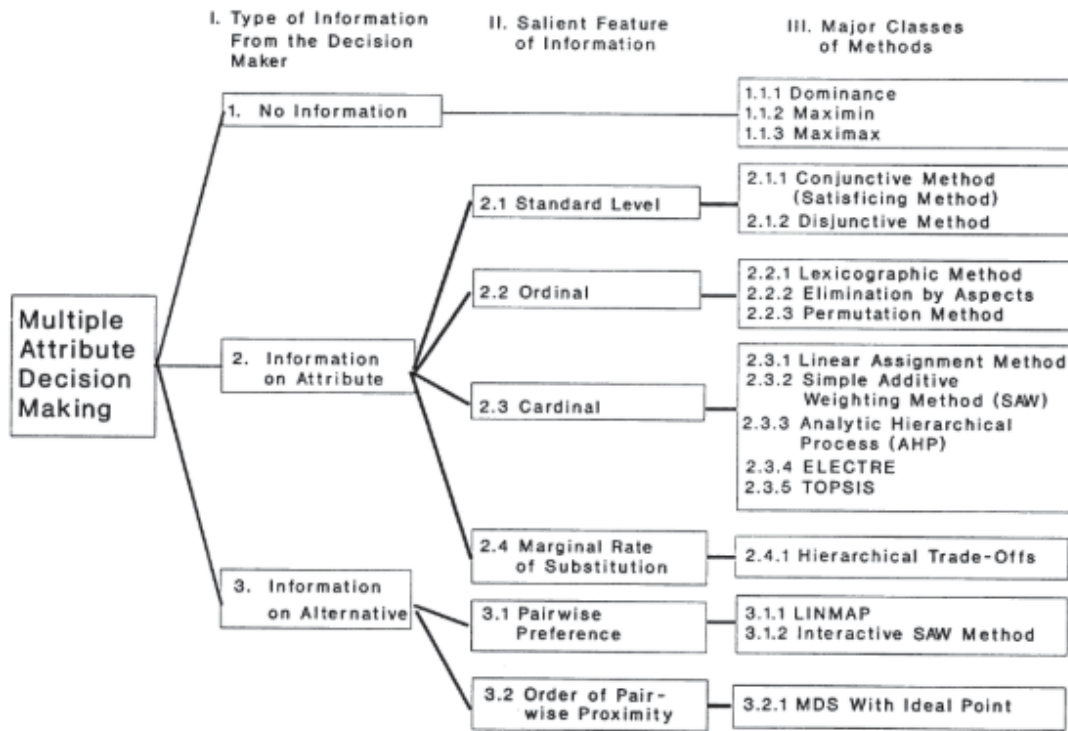 I. Type of Information
From the Decision
Maker
II. Salient Feature
of Information
III. Major Classes
of Methods
1. No Information
1.1.1 Dominance
1.1.2 Maximin
1.1.3 Maximax
2.1 Standard Level
2.1.1 Conjunctive Method
(Satisficing Method)
2.1.2 Disjunctive Method
2.2 Ordinal
2.2.1 Lexicographic Method
2.2.2 Elimination by Aspects
2.2.3 Permutation Method
Multiple
Attribute
Decision
Making
2. Information
on Attribute
2.3 Cardinal
2.3.1 Linear Assignment Method
2.3.2 Simple Additive
Weighting Method (SAW)
2.3.3 Analytic Hierarchical
Process (AHP)
2.3.4 ELECTRE
2.3.5 TOPSIS
2.4 Marginal Rate
of Substitution
2.4.1 Hierarchical Trade-Offs
3. Information
on Alternative
3.1 Pairwise
Preference
3.1.1 LINMAP
3.1.2 Interactive SAW Method
3.2 Order of Pair-
wise Proximity
3.2.1 MDS With Ideal Point